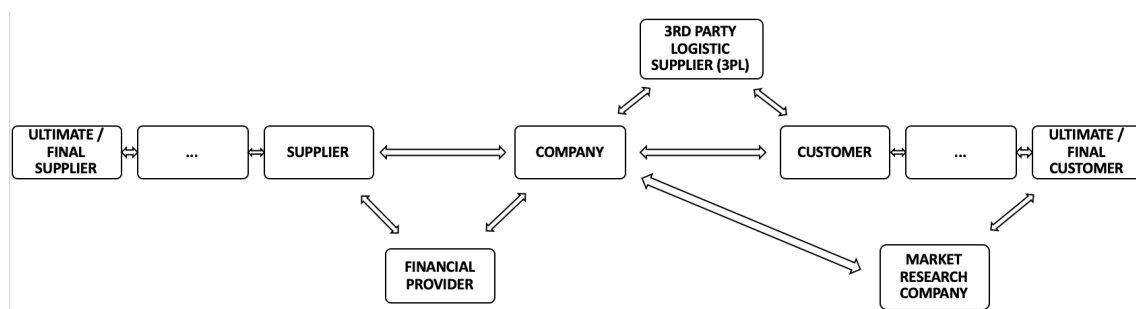 3RD PARTY
LOGISTIC
SUPPLIER (3PL)
ULTIMATE /
FINAL
SUPPLIER
...
SUPPLIER
COMPANY
CUSTOMER
...
ULTIMATE /
FINAL
CUSTOMER
FINANCIAL
PROVIDER
MARKET
RESEARCH
COMPANY